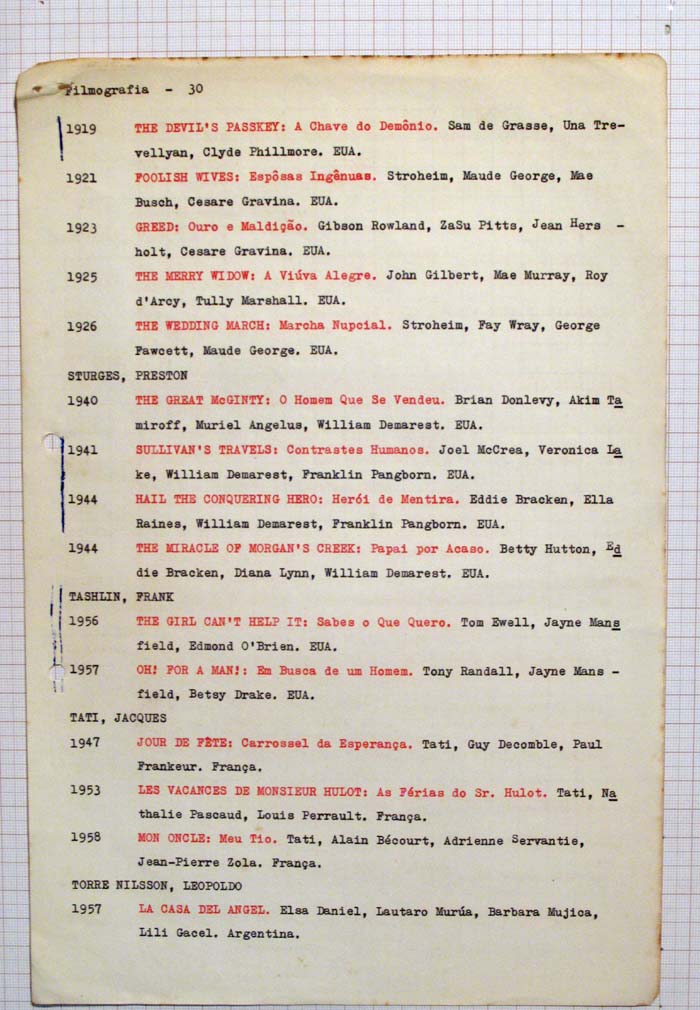 Filmografia - 30
1919 THE DEVIL'S PASSKEY: A Chave do Demônio. Sam de Grasse, Una Tre-
vellyan, Clyde Phillmore. EUA.
1921 FOOLISH WIVES: Espôsas Ingênuas. Stroheim, Maude George, Mae
Busch, Cesare Gravina. EUA.
1923 GREED: Ouro e Maldição. Gibson Rowland, ZaSu Pitts, Jean Hers -
holt, Cesare Gravina. EUA.
1925 THE MERRY WIDOW: A Viúva Alegre. John Gilbert, Mae Murray, Roy
d'Arcy, Tully Marshall. EUA.
1926 THE WEDDING MARCH: Marcha Nupcial. Stroheim, Fay Wray, George
Fawcett, Maude George. EUA.
STURGES, PRESTON
1940 THE GREAT McGINTY: O Homem Que Se Vendeu. Brian Donlevy, Akim Ta
miroff, Muriel Angelus, William Demarest. EUA.
1941 SULLIVAN'S TRAVELS: Contrastes Humanos. Joel McCrea, Veronica La
ke, William Demarest, Franklin Pangborn. EUA.
1944 HAIL THE CONQUERING HERO: Herói de Mentira. Eddie Bracken, Ella
Raines, William Demarest, Franklin Pangborn. EUA.
1944 THE MIRACLE OF MORGAN'S CREEK: Papai por Acaso. Betty Hutton, Ed
die Bracken, Diana Lynn, William Demarest. EUA.
TASHLIN, FRANK
1956 THE GIRL CAN'T HELP IT: Sabes o Que Quero. Tom Ewell, Jayne Mans
field, Edmond O'Brien. EUA.
1957 OH! FOR A MAN!: Em Busca de um Homem. Tony Randall, Jayne Mans -
field, Betsy Drake. EUA.
TATI, JACQUES
1947 JOUR DE FÊTE: Carrossel da Esperança. Tati, Guy Decomble, Paul
Frankeur. França.
1953 LES VACANCES DE MONSIEUR HULOT: As Férias do Sr. Hulot. Tati, Na
thalie Pascaud, Louis Perrault. França.
1958 MON ONCLE: Meu Tio. Tati, Alain Bécourt, Adrienne Servantie,
Jean-Pierre Zola. França.
TORRE NILSSON, LEOPOLDO
1957 LA CASA DEL ANGEL. Elsa Daniel, Lautaro Murúa, Barbara Mujica,
Lili Gacel. Argentina.